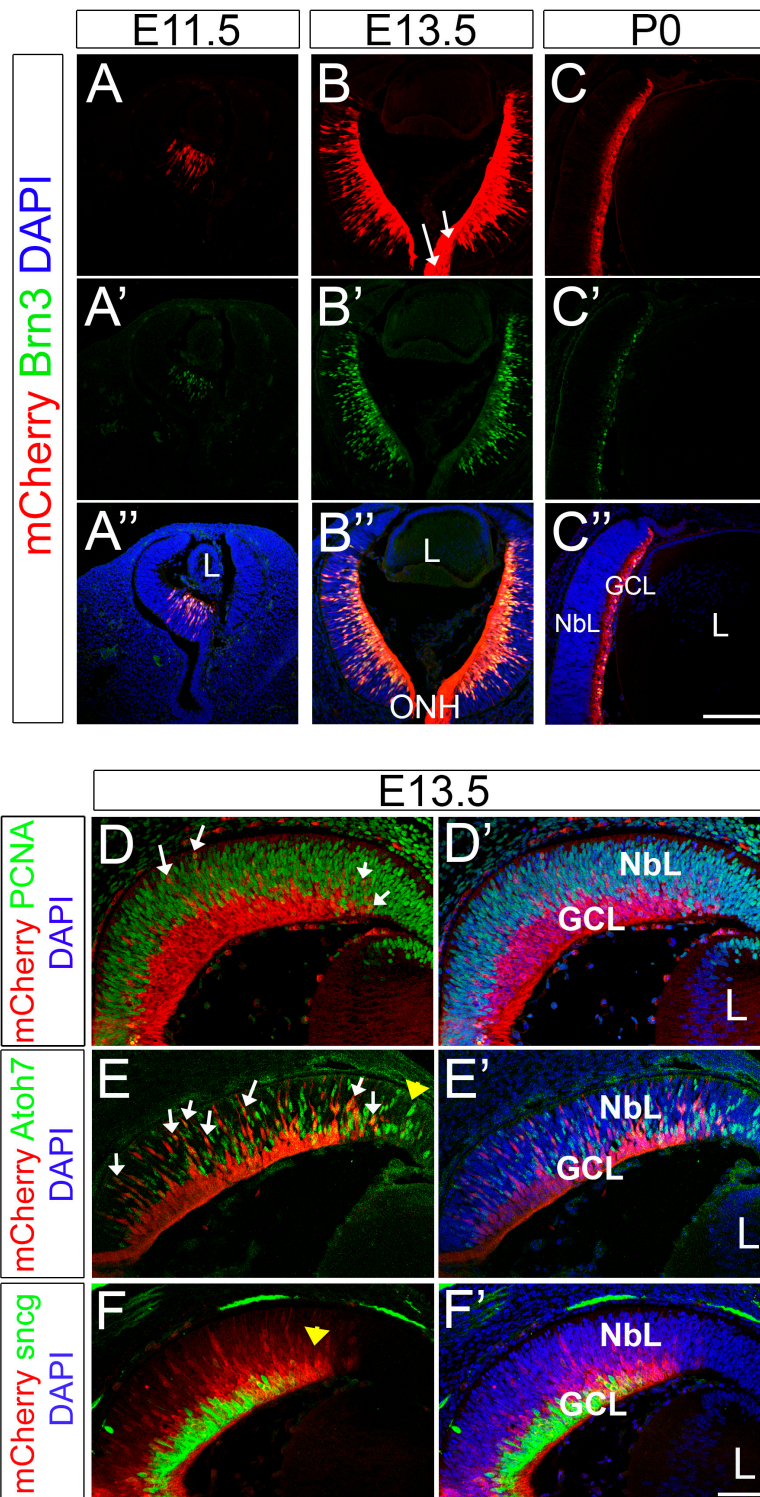 E11.5 E13.5 P0
mCherry Brn3 DAPI
A B C
A' B' C'
A'' B'' C''
L L GCL
NbL L
ONH
E13.5
mCherry PCNA
DAPI
D D'
NbL
GCL
L
mCherry Atoh7
DAPI
E E'
NbL
GCL
L
mCherry sncg
DAPI
F F'
NbL
GCL
L